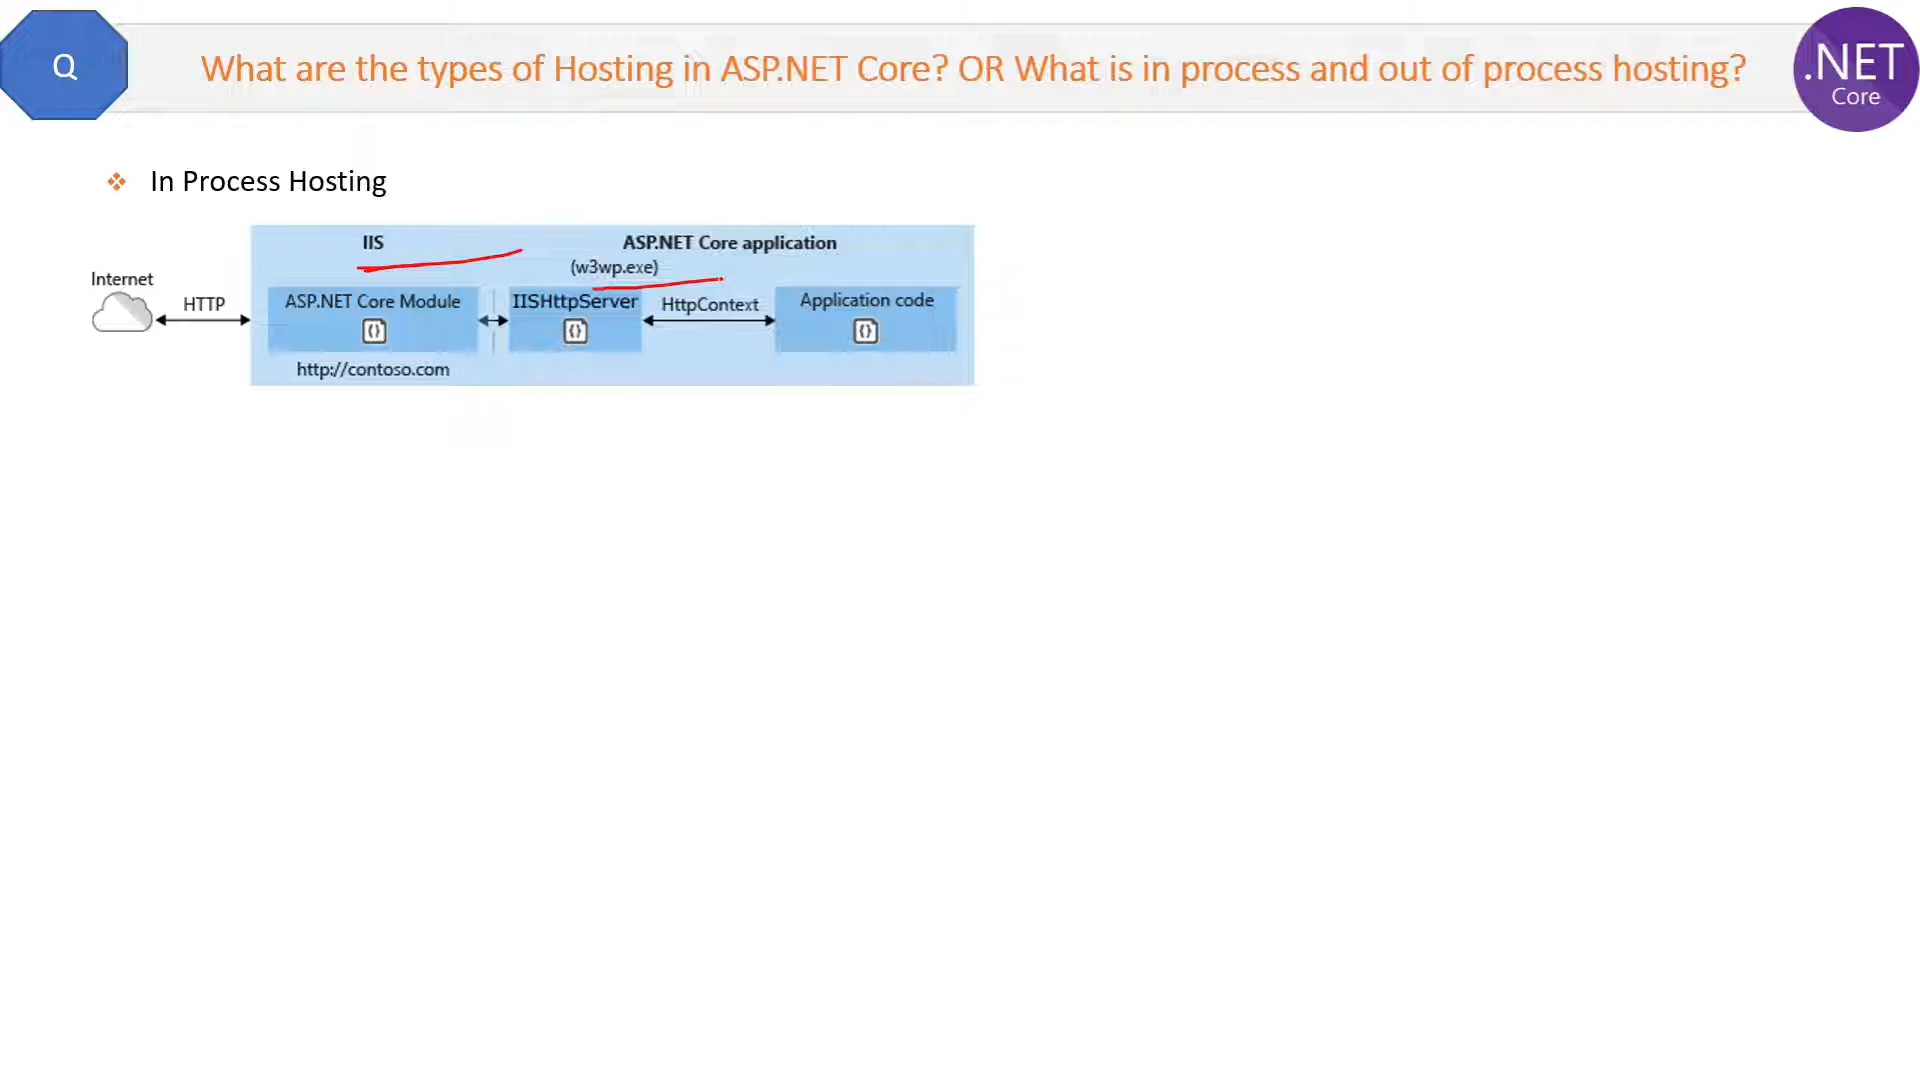 Q
What are the types of Hosting in ASP.NET Core? OR What is in process and out of process hosting?
.NET
Core
In Process Hosting
IIS
ASP.NET Core application
(w3wp.exe)
Internet
HTTP
ASP.NET Core Module
IISHttpServer
HttpContext
Application code
http://contoso.com